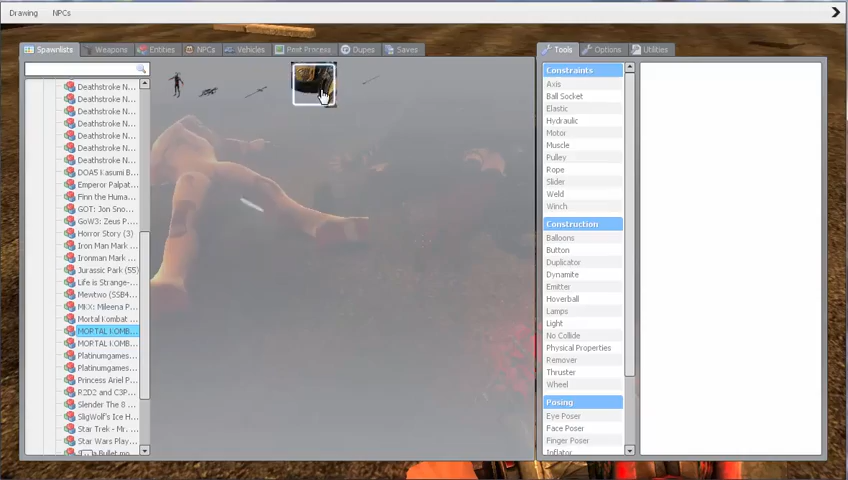 Drawing NPCs
Spawnlists Weapons Entities NPCs Vehicles Post Process Dupes Saves
Tools Options Utilities
Deathstroke N...
Deathstroke N...
Deathstroke N...
Deathstroke N...
Deathstroke N...
Deathstroke N...
Deathstroke N...
DOA5 Kasumi B...
Emperor Palpat...
Finn the Huma...
GOT: Jon Sno...
GoW3: Zeus P...
Horror Story (3)
Iron Man Mark ...
Ironman Mark ...
Jurassic Park (55)
Life is Strange-...
Mewtwo (SSB4...
MKX: Mileena P...
Mortal Kombat ...
MORTAL KOMB...
MORTAL KOMB...
Platinumgames...
Platinumgames...
Princess Ariel P...
R2D2 and C3P...
Slender The 8 ...
SligWolf's Ice H...
Star Trek - Mr. ...
Star Wars Play...
Constraints
Axis
Ball Socket
Elastic
Hydraulic
Motor
Muscle
Pulley
Rope
Slider
Weld
Winch
Construction
Balloons
Button
Duplicator
Dynamite
Emitter
Hoverball
Lamps
Light
No Collide
Physical Properties
Remover
Thruster
Wheel
Posing
Eye Poser
Face Poser
Finger Poser
Inflator